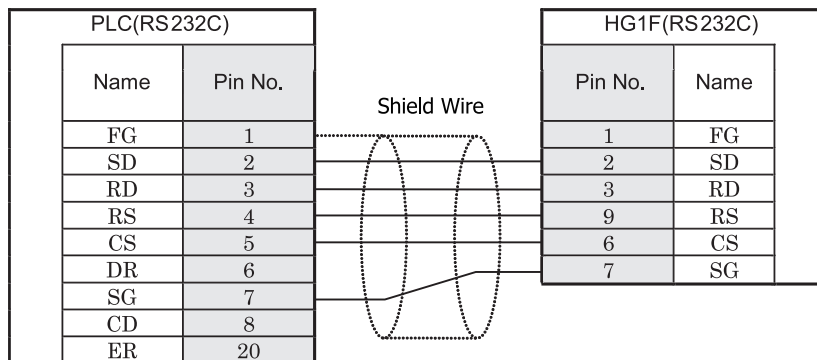 PLC(RS232C) HG1F(RS232C)
Name Pin No. Pin No. Name
Shield Wire
FG 1 1 FG
SD 2 2 SD
RD 3 3 RD
RS 4 9 RS
CS 5 6 CS
DR 6 7 SG
SG 7
CD 8
ER 20